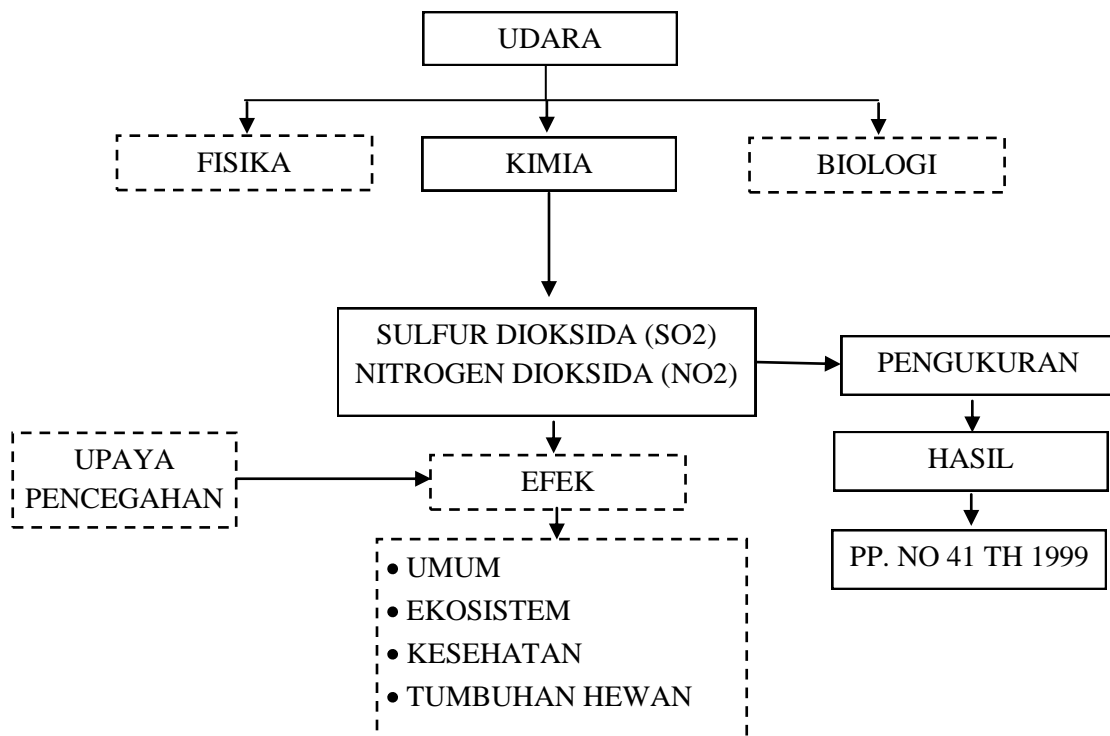 UDARA
FISIKA
KIMIA
BIOLOGI
SULFUR DIOKSIDA (SO2)
NITROGEN DIOKSIDA (NO2)
PENGUKURAN
UPAYA
PENCEGAHAN
EFEK
HASIL
PP. NO 41 TH 1999
• UMUM
• EKOSISTEM
• KESEHATAN
• TUMBUHAN HEWAN